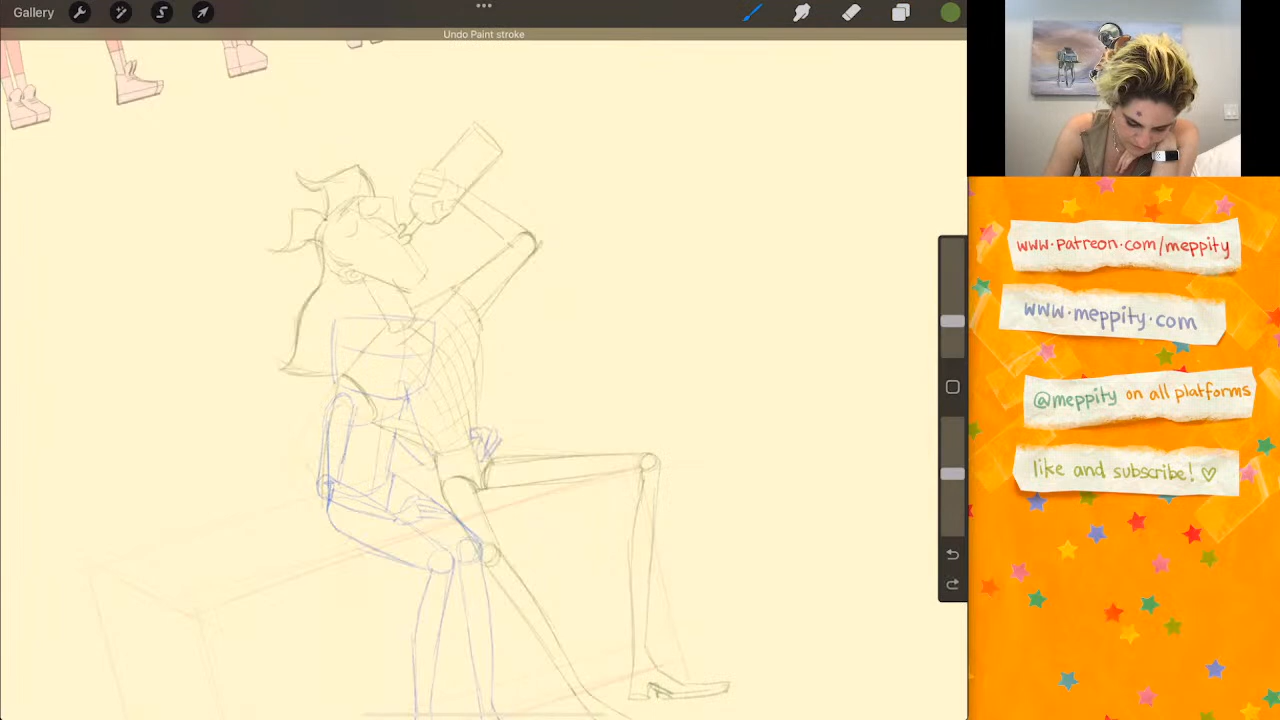 Gallery
Undo Paint stroke
www.patreon.com/meppity
www.meppity.com
@meppity on all platforms
like and subscribe! ♡